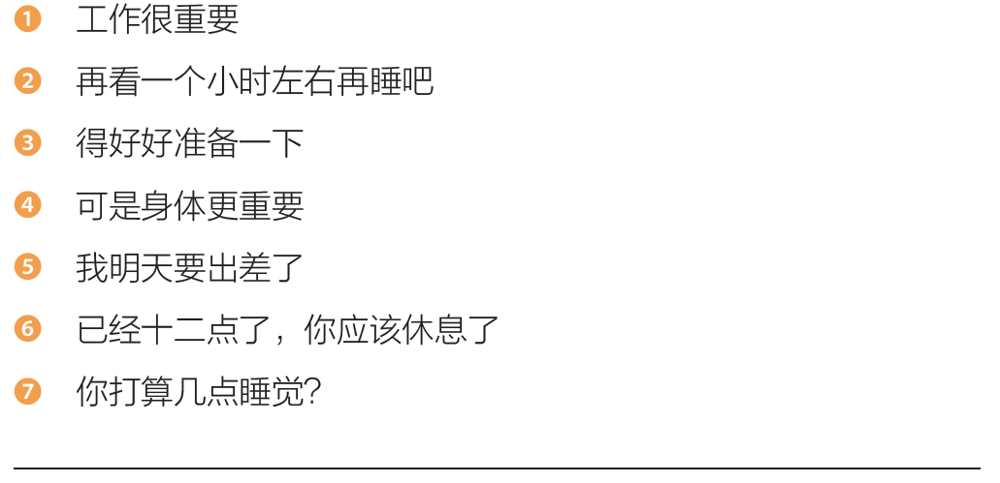 1 工作很重要
2 再看一个小时左右再睡吧
3 得好好准备一下
4 可是身体更重要
5 我明天要出差了
6 已经十二点了，你应该休息了
7 你打算几点睡觉？